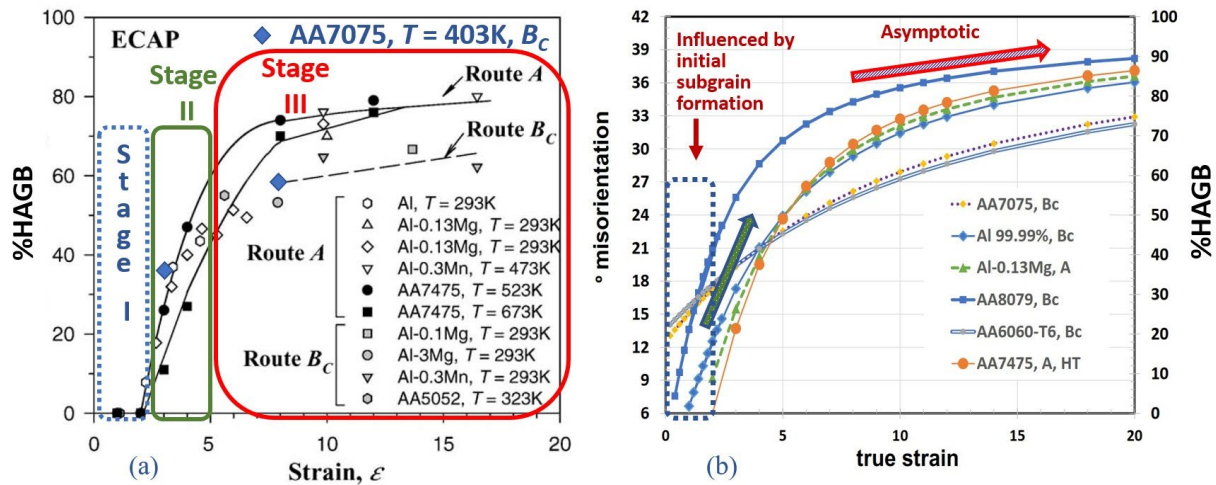 ECAP
AA7075, T = 403K, BC
Stage
II
Stage
III
Stage I
Route A
Route BC
Route A
Al, T = 293K
Al-0.13Mg, T = 293K
Al-0.13Mg, T = 293K
Al-0.3Mn, T = 473K
AA7475, T = 523K
AA7475, T = 673K
Route BC
Al-0.1Mg, T = 293K
Al-3Mg, T = 293K
Al-0.3Mn, T = 293K
AA5052, T = 323K
%HAGB
100
80
60
40
20
0
0 5 10 15 20
(a)
Strain, ε
Influenced by
initial
subgrain
formation
Asymptotic
AA7075, Bc
Al 99.99%, Bc
Al-0.13Mg, A
AA8079, Bc
AA6060-T6, Bc
AA7475, A, HT
° misorientation
42
39
36
33
30
27
24
21
18
15
12
9
6
0 5 10 15 20
(b)
true strain
100
90
80
70
60
50
40
30
20
10
0
%HAGB